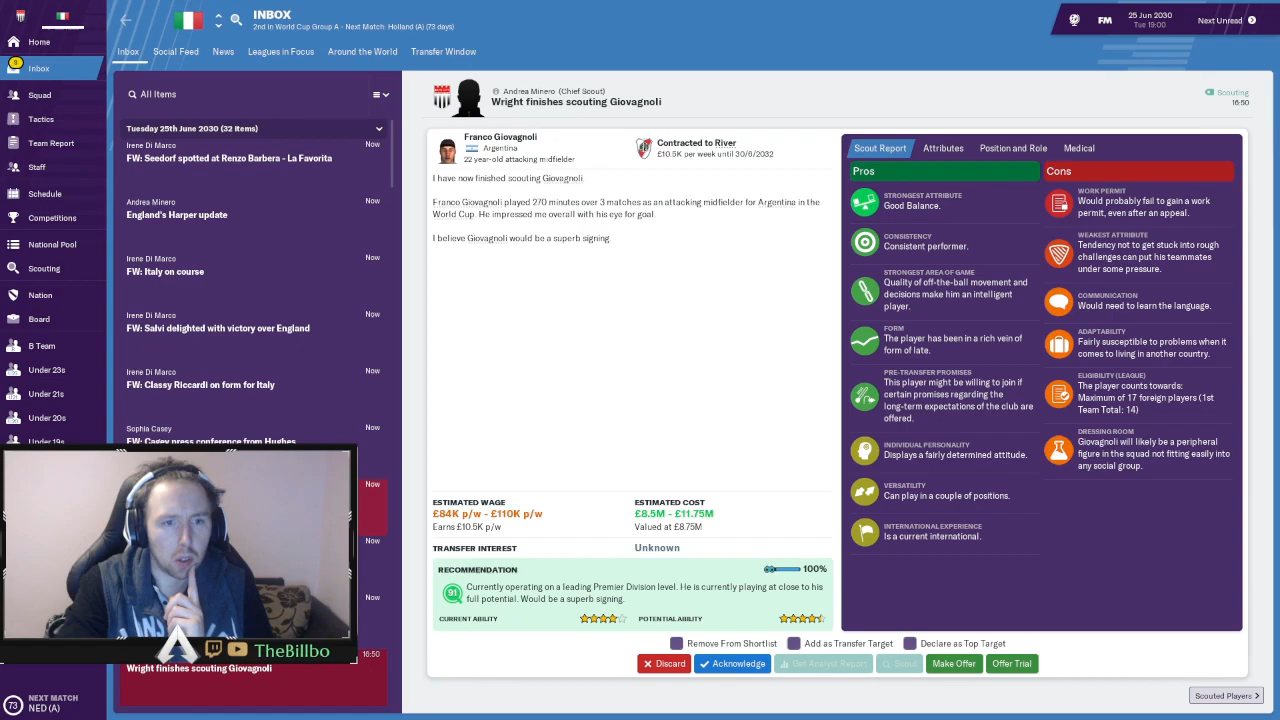 INBOX
2nd in World Cup Group A - Next Match: Holland (A) (73 days)
FM
25 Jun 2030
Tue 19:00
Next Unread
Home
3
Inbox
Squad
Tactics
Team Report
Staff
Schedule
Competitions
National Pool
Scouting
Nation
Board
B Team
Under 23s
Under 21s
Under 20s
Under 19s
73
NEXT MATCH
NED (A)
Inbox
Social Feed
News
Leagues in Focus
Around the World
Transfer Window
All Items
Tuesday 25th June 2030 (32 Items)
Irene Di Marco
Now
FW: Seedorf spotted at Renzo Barbera - La Favorita
Andrea Minero
Now
England's Harper update
Irene Di Marco
Now
FW: Italy on course
Irene Di Marco
Now
FW: Salvi delighted with victory over England
Irene Di Marco
Now
FW: Classy Riccardi on form for Italy
Sophia Casey
Now
FW: Cagey press conference from Hughes
Now
Now
Now
16:50
Wright finishes scouting Giovagnoli
TheBillbo
Andrea Minero (Chief Scout)
Wright finishes scouting Giovagnoli
Scouting
16:50
Franco Giovagnoli
Argentina
22 year-old attacking midfielder
Contracted to River
£10.5K per week until 30/6/2032
I have now finished scouting Giovagnoli.
Franco Giovagnoli played 270 minutes over 3 matches as an attacking midfielder for Argentina in the
World Cup. He impressed me overall with his eye for goal.
I believe Giovagnoli would be a superb signing.
ESTIMATED WAGE
£84K p/w - £110K p/w
Earns £10.5K p/w
ESTIMATED COST
£8.5M - £11.75M
Valued at £8.75M
TRANSFER INTEREST
Unknown
RECOMMENDATION
100%
91
Currently operating on a leading Premier Division level. He is currently playing at close to his
full potential. Would be a superb signing.
CURRENT ABILITY
POTENTIAL ABILITY
Scout Report
Attributes
Position and Role
Medical
Pros
STRONGEST ATTRIBUTE
Good Balance.
CONSISTENCY
Consistent performer.
STRONGEST AREA OF GAME
Quality of off-the-ball movement and
decisions make him an intelligent
player.
FORM
The player has been in a rich vein of
form of late.
PRE-TRANSFER PROMISES
This player might be willing to join if
certain promises regarding the
long-term expectations of the club are
offered.
INDIVIDUAL PERSONALITY
Displays a fairly determined attitude.
VERSATILITY
Can play in a couple of positions.
INTERNATIONAL EXPERIENCE
Is a current international.
Cons
WORK PERMIT
Would probably fail to gain a work
permit, even after an appeal.
WEAKEST ATTRIBUTE
Tendency not to get stuck into rough
challenges can put his teammates
under some pressure.
COMMUNICATION
Would need to learn the language.
ADAPTABILITY
Fairly susceptible to problems when it
comes to living in another country.
ELIGIBILITY (LEAGUE)
The player counts towards:
Maximum of 17 foreign players (1st
Team Total: 14)
DRESSING ROOM
Giovagnoli will likely be a peripheral
figure in the squad not fitting easily into
any social group.
Remove From Shortlist
Add as Transfer Target
Declare as Top Target
Discard
Acknowledge
Get Analyst Report
Scout
Make Offer
Offer Trial
Scouted Players